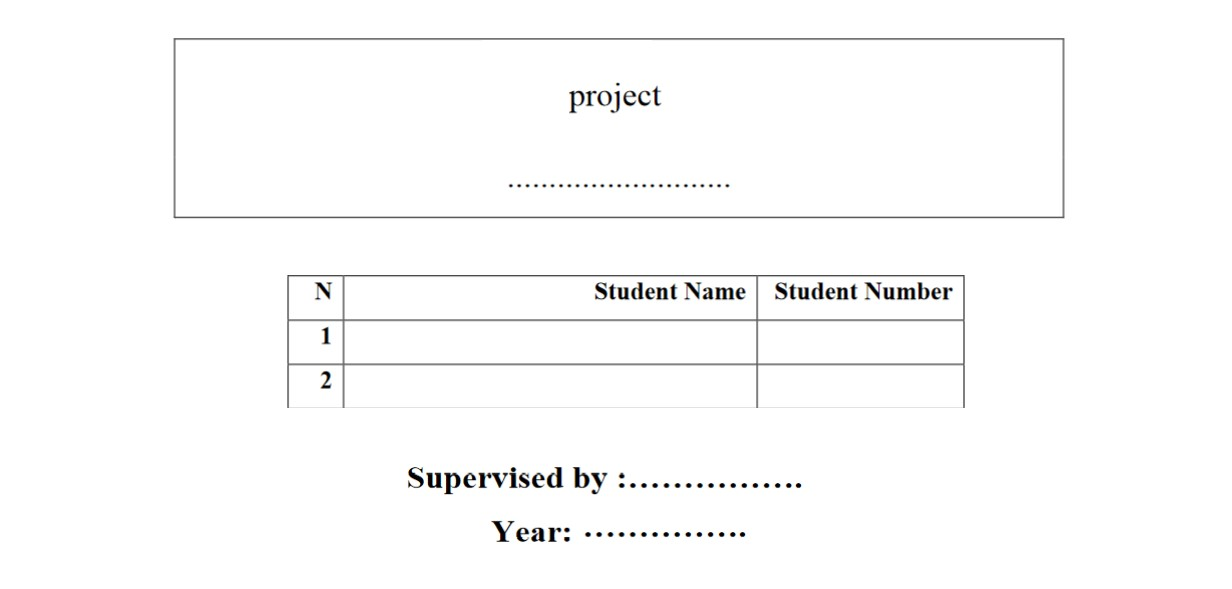 project
...........................
N Student Name Student Number
1
2
Supervised by :................
Year: ...............